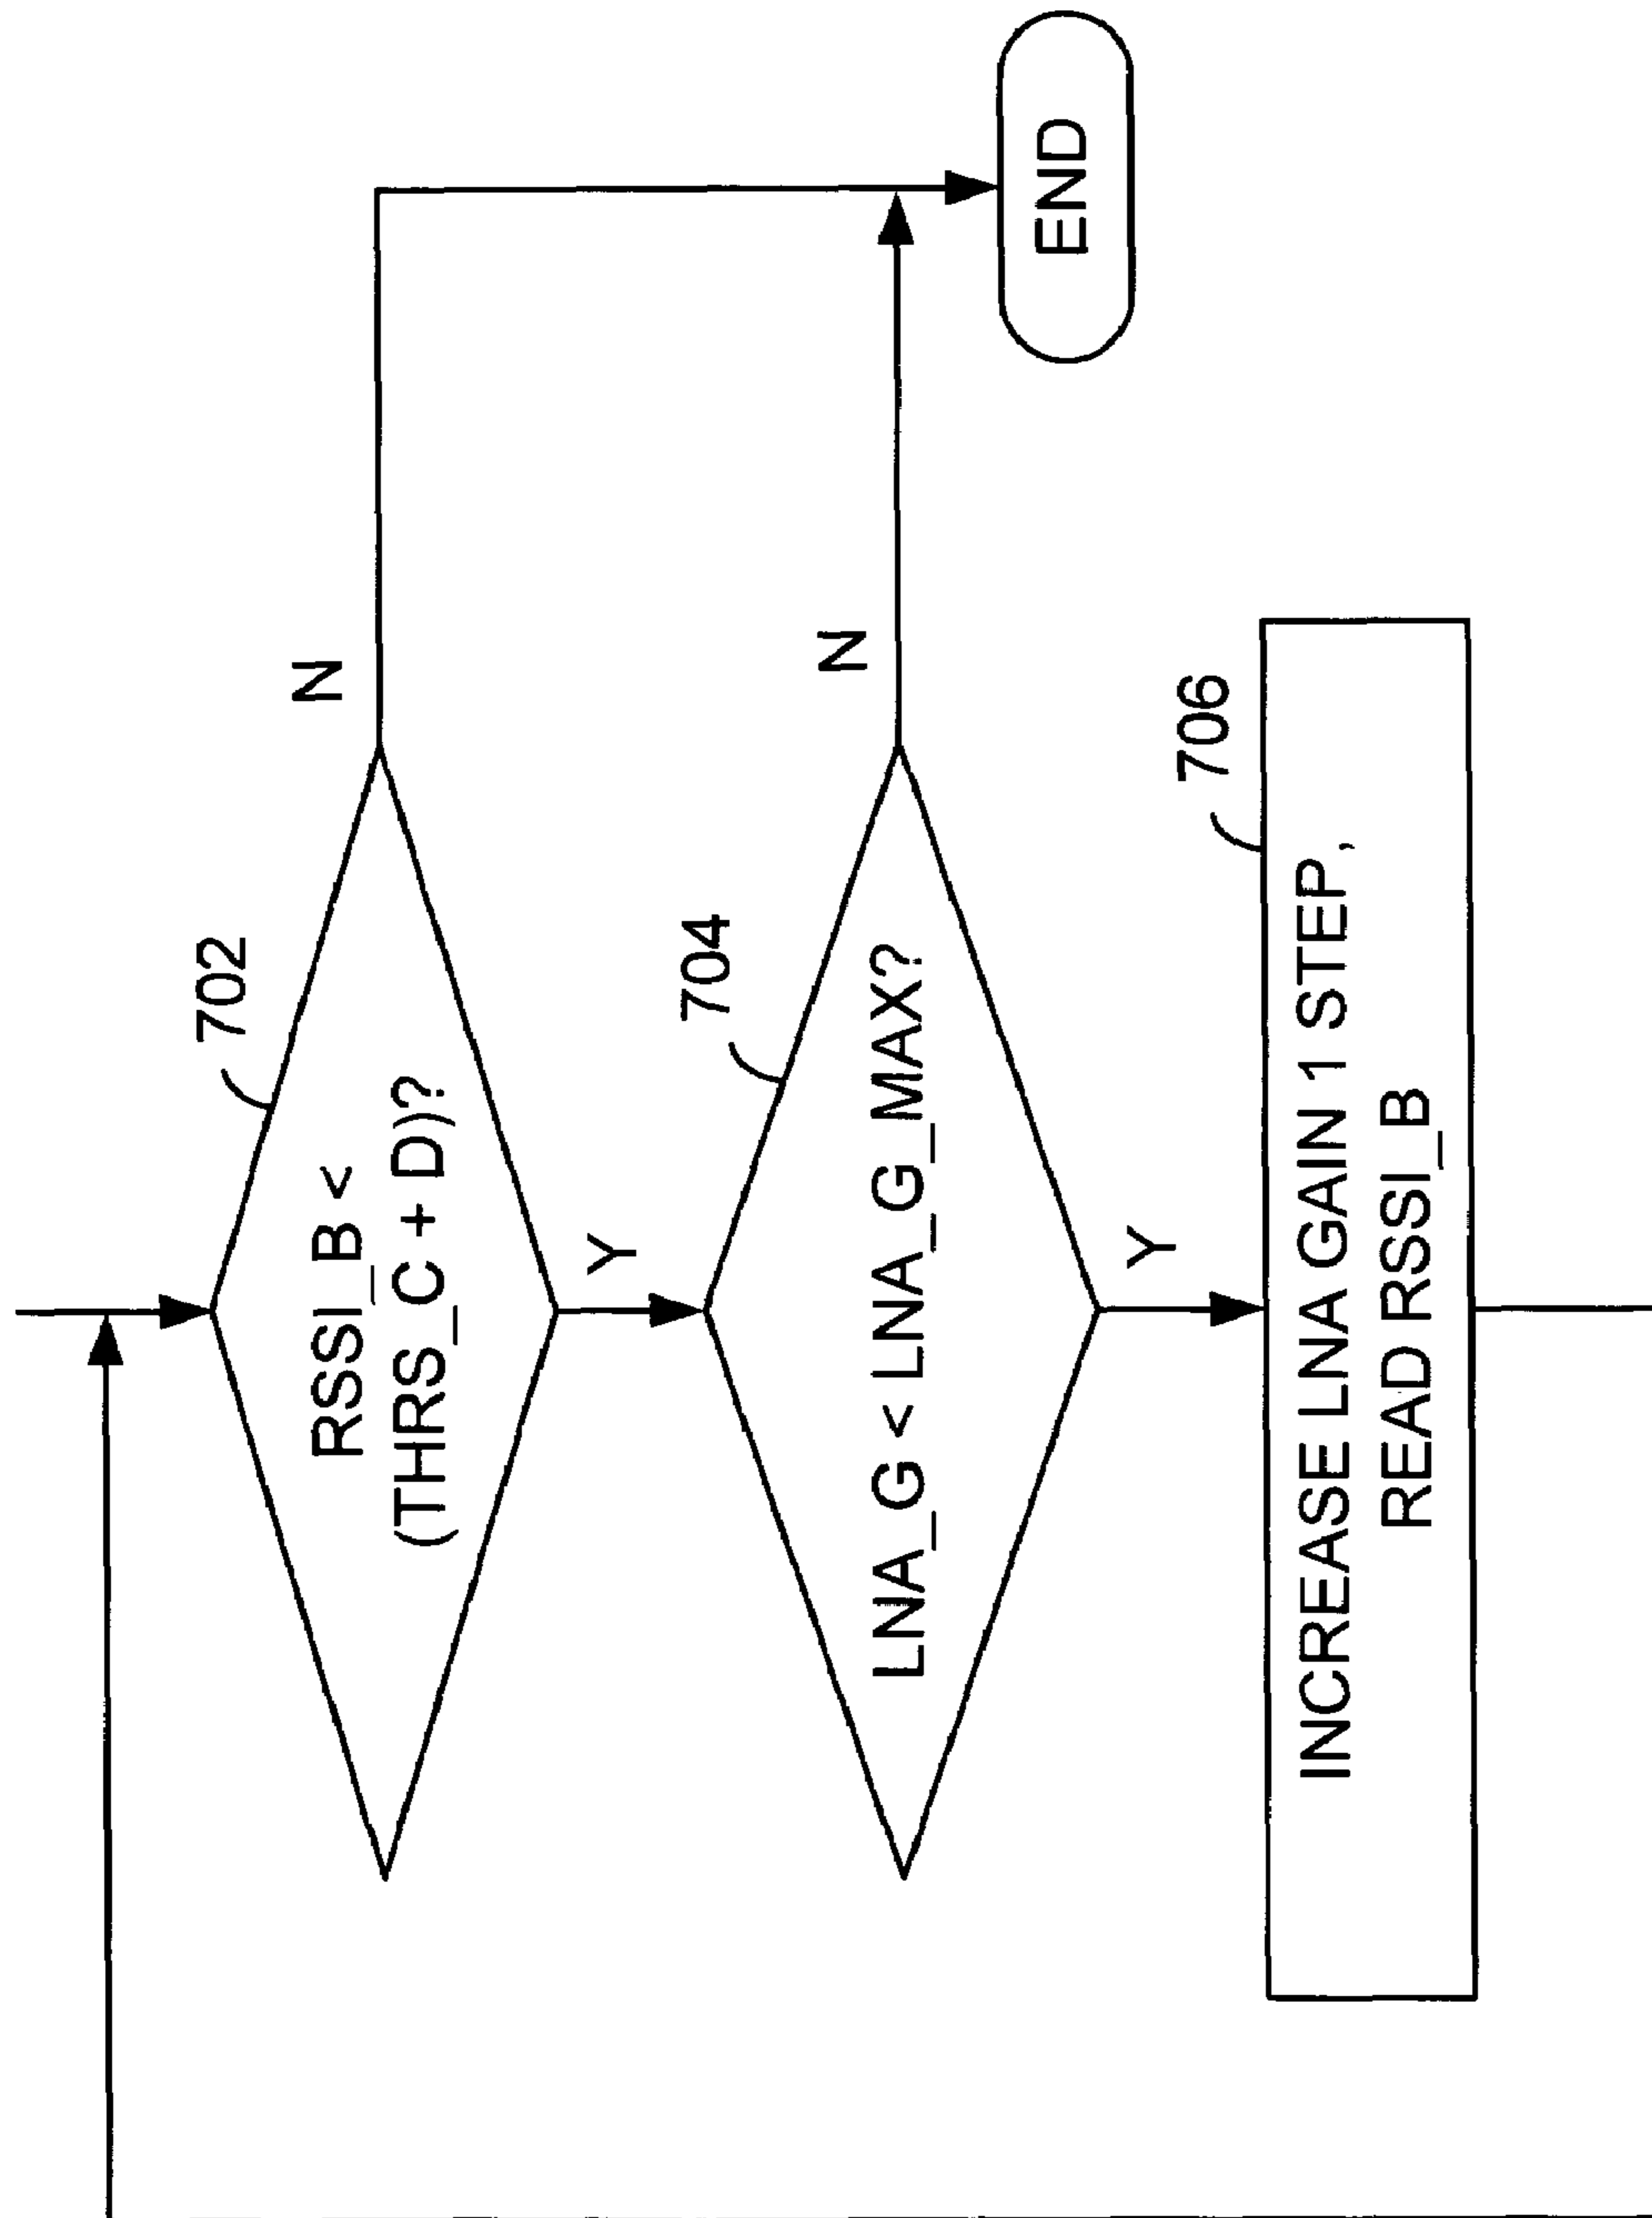 702
RSSI_B <
(THRS_C + D)?
N
Y
704
LNA_G < LNA_G_MAX?
N
Y
706
INCREASE LNA GAIN 1 STEP,
READ RSSI_B
END